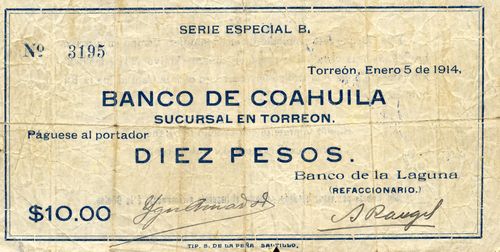 SERIE ESPECIAL B.
Nº 3195
Torreón, Enero 5 de 1914.
BANCO DE COAHUILA
SUCURSAL EN TORREON.
Páguese al portador
DIEZ PESOS.
Banco de la Laguna
(REFACCIONARIO.)
$10.00
A Rangel
TIP. S. DE LA PEÑA SALTILLO,